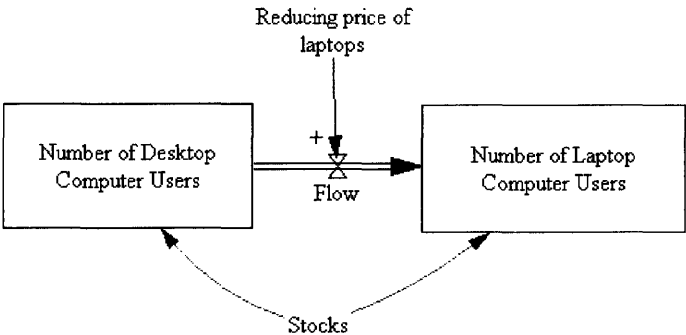 Reducing price of
laptops
+
Number of Desktop
Computer Users
Flow
Number of Laptop
Computer Users
Stocks